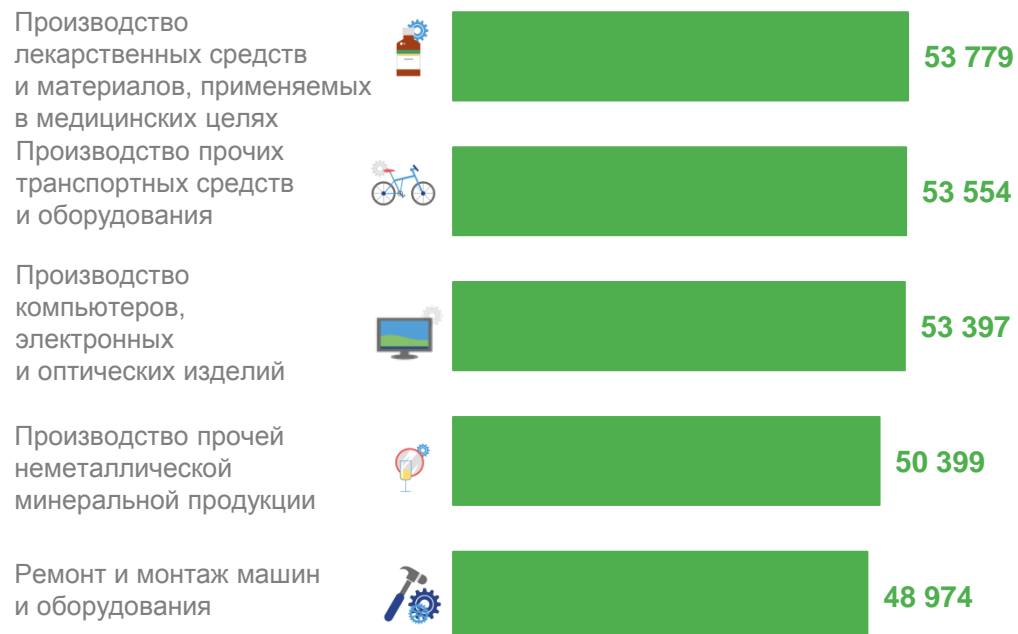 Производство
лекарственных средств
и материалов, применяемых
в медицинских целях
53 779
Производство прочих
транспортных средств
и оборудования
53 554
Производство
компьютеров,
электронных
и оптических изделий
53 397
Производство прочей
неметаллической
минеральной продукции
50 399
Ремонт и монтаж машин
и оборудования
48 974